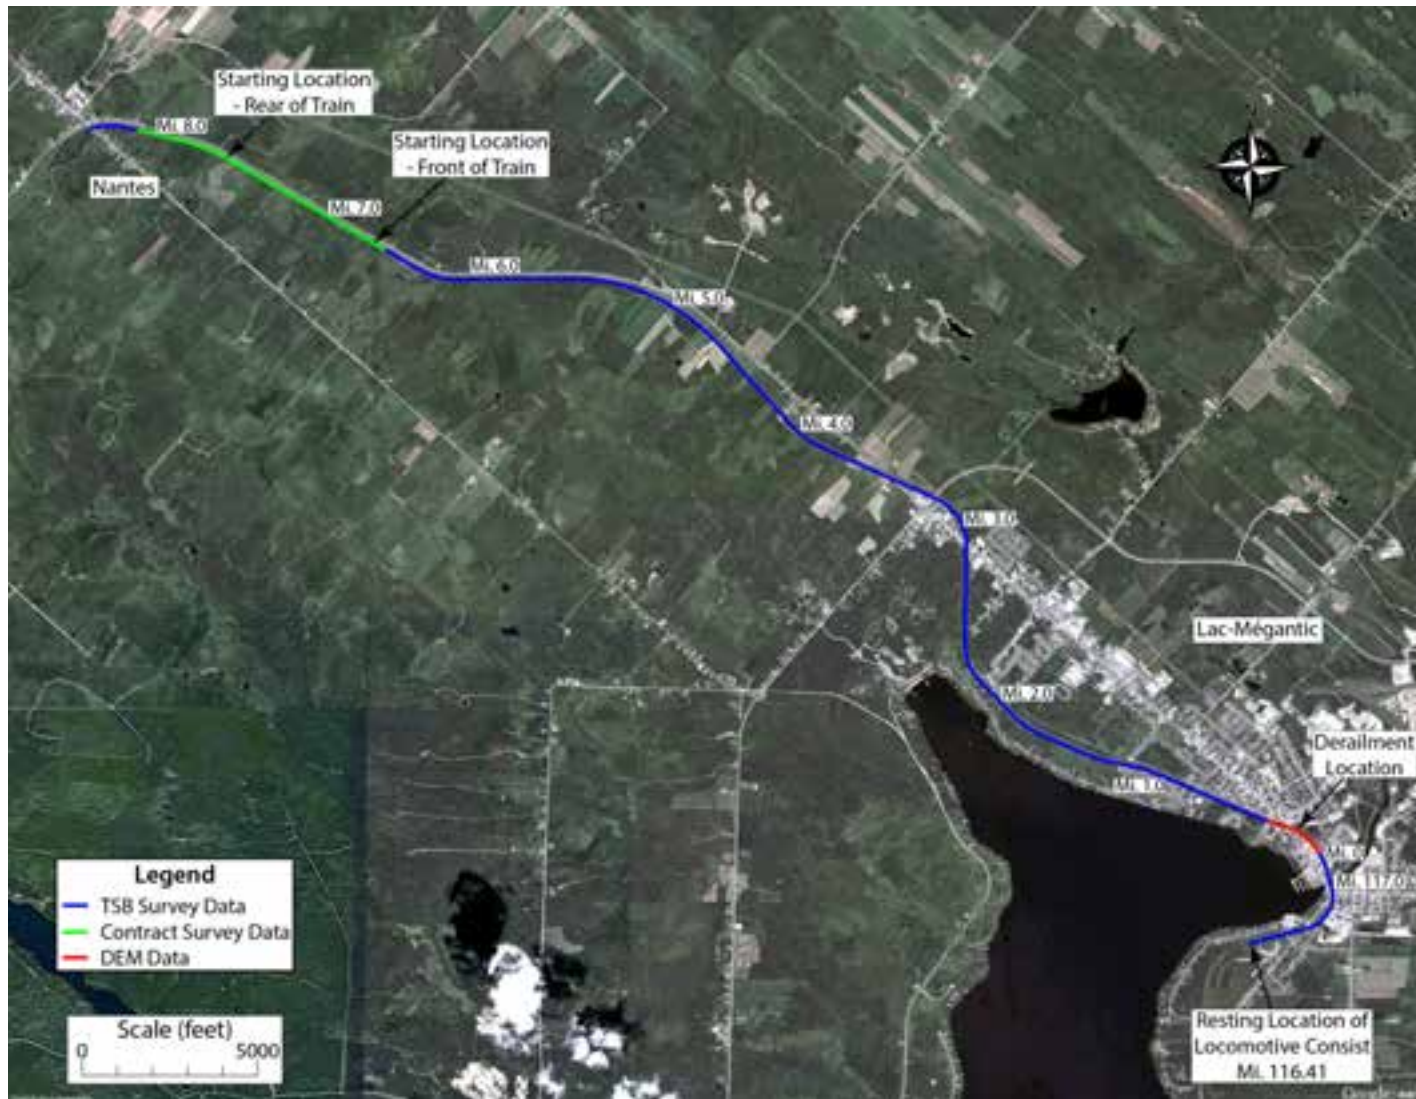 Starting Location
- Rear of Train
Mi. 8.0
Starting Location
- Front of Train
Nantes
Mi. 7.0
Mi. 6.0
Mi. 5.0
Mi. 4.0
Mi. 3.0
Lac-Mégantic
Mi. 2.0
Derailment
Location
Mi. 1.0
Mi. 117.0
Legend
TSB Survey Data
Contract Survey Data
DEM Data
Scale (feet)
0
5000
Resting Location of
Locomotive Consist
Mi. 116.41